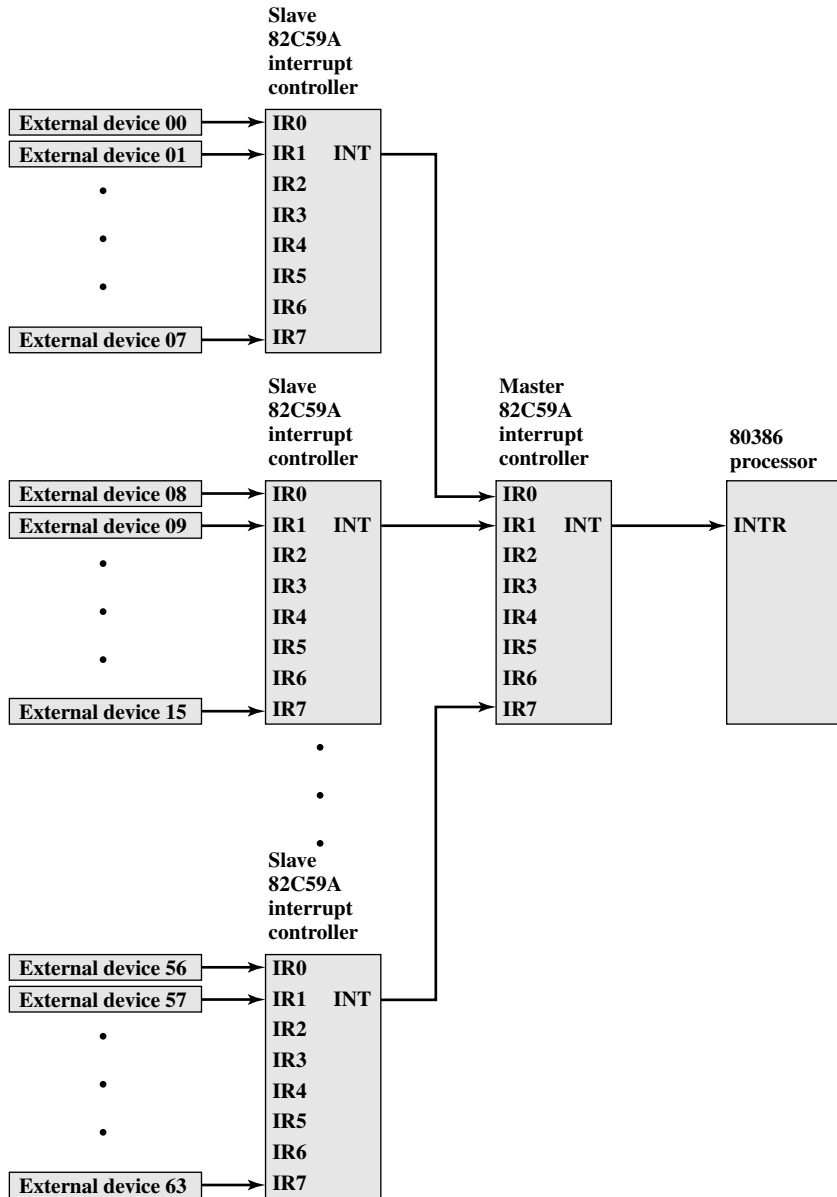 Slave
82C59A
interrupt
controller
External device 00
IR0
External device 01
IR1 INT
IR2
IR3
IR4
IR5
IR6
External device 07
IR7
Slave
82C59A
interrupt
controller
Master
82C59A
interrupt
controller
80386
processor
External device 08
IR0
External device 09
IR1 INT
IR2
IR3
IR4
IR5
IR6
External device 15
IR7
IR0
IR1 INT
IR2
IR3
IR4
IR5
IR6
IR7
INTR
Slave
82C59A
interrupt
controller
External device 56
IR0
External device 57
IR1 INT
IR2
IR3
IR4
IR5
IR6
External device 63
IR7